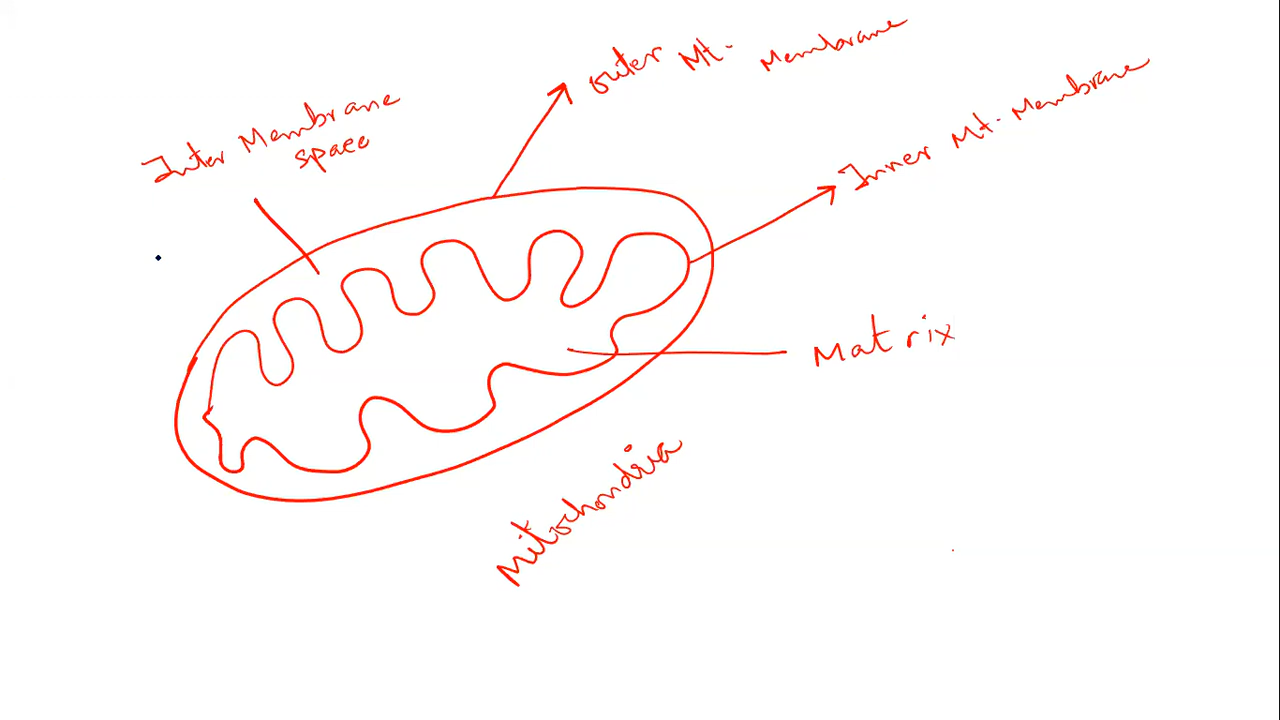 outer Mt. Membrane
Inter Membrane
space
Inner Mt. Membrane
Matrix
Mitochondria